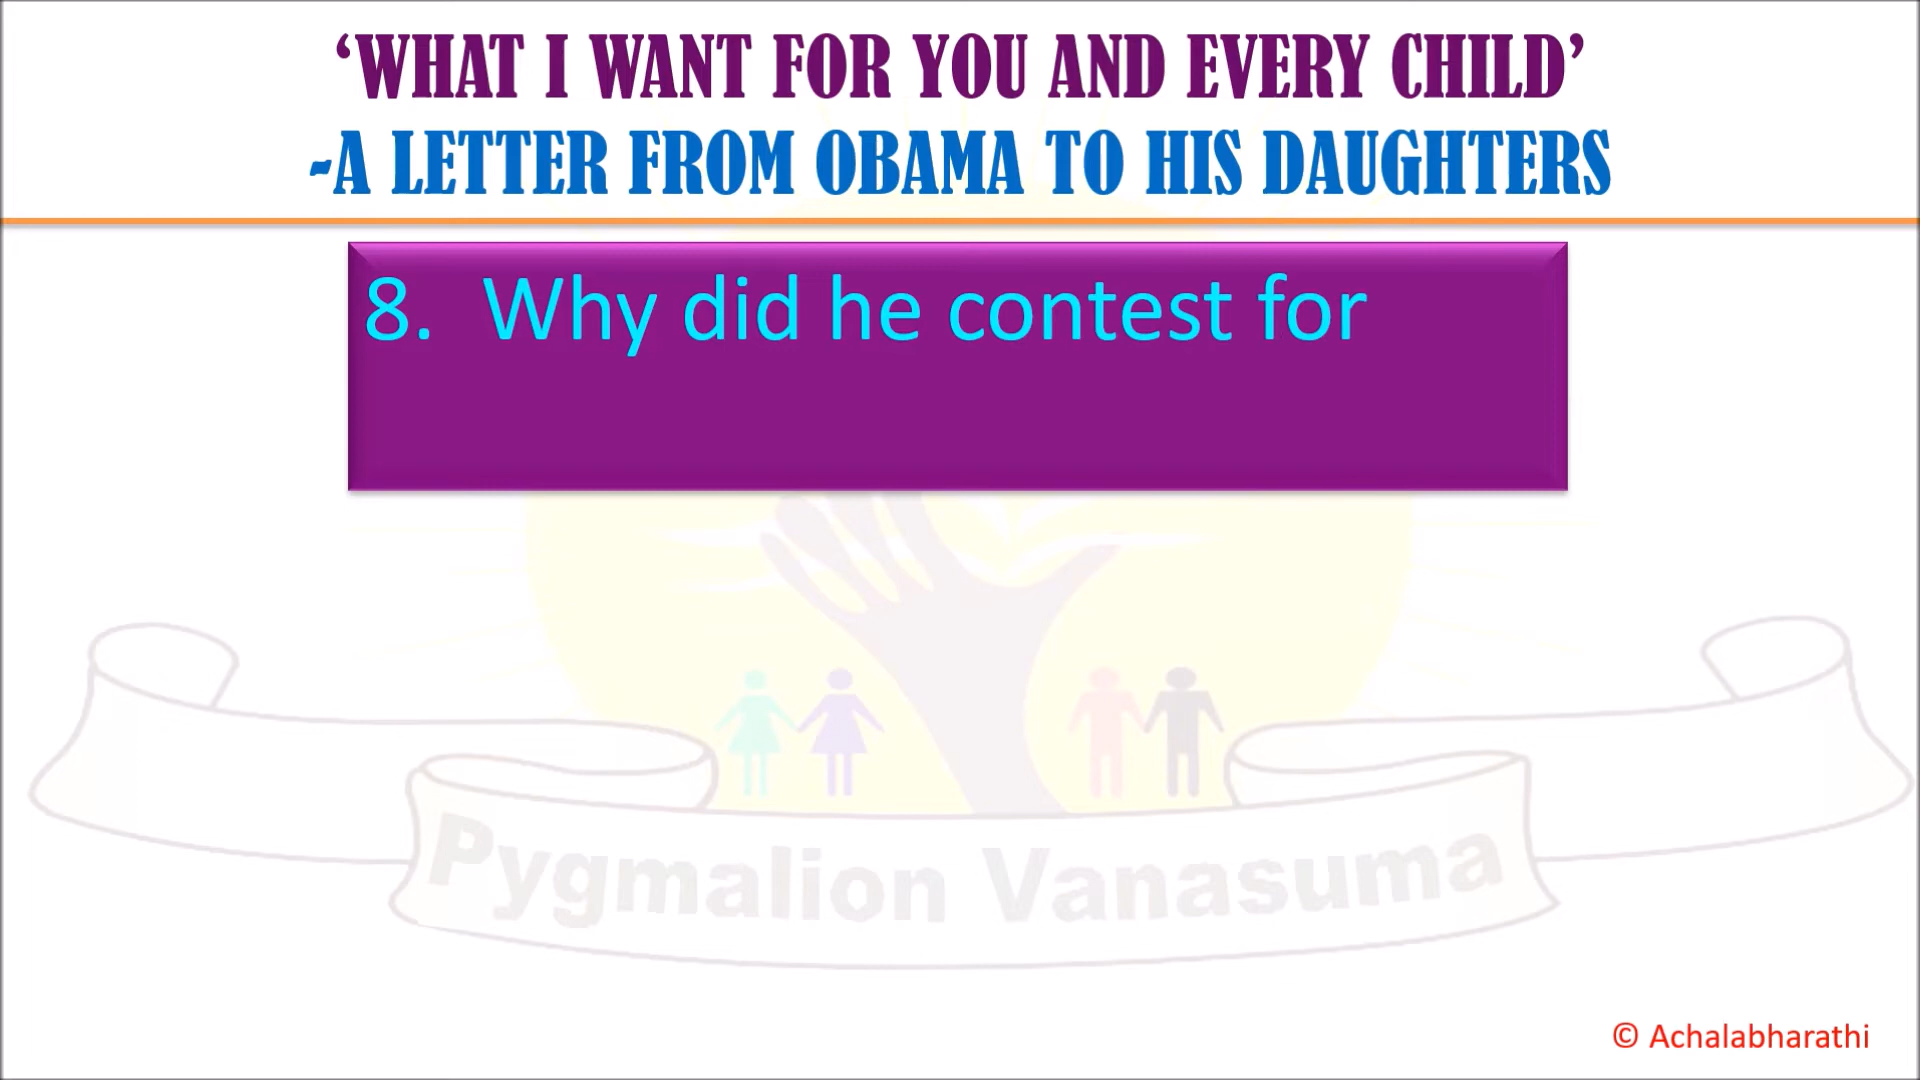 ‘WHAT I WANT FOR YOU AND EVERY CHILD’
-A LETTER FROM OBAMA TO HIS DAUGHTERS
8. Why did he contest for
Pygmalion Vanasuma
© Achalabharathi